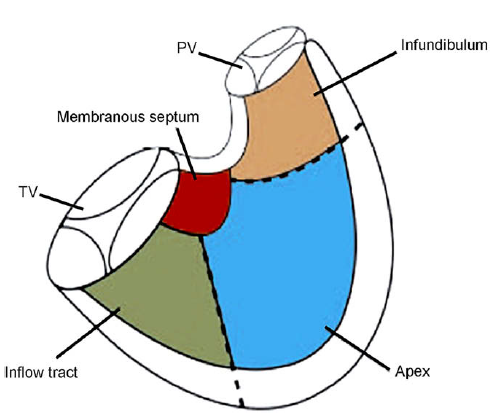 PV
Infundibulum
Membranous septum
TV
Inflow tract
Apex